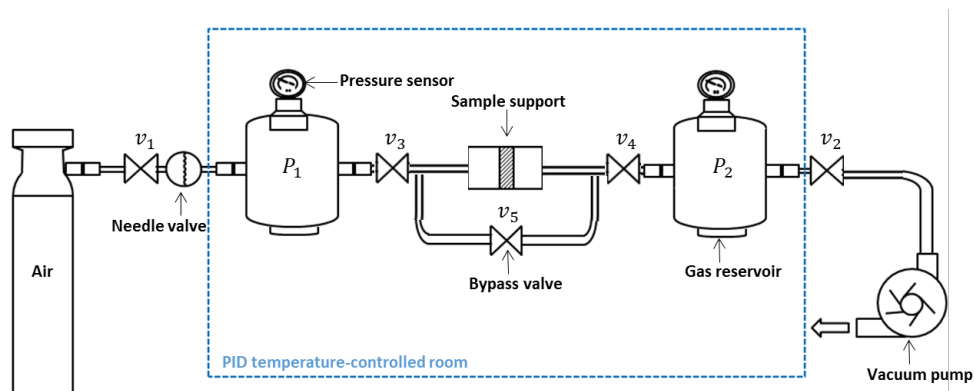 Pressure sensor
Sample support
v₁
v₃
v₄
v₂
P₁
P₂
Needle valve
v₅
Air
Bypass valve
Gas reservoir
PID temperature-controlled room
Vacuum pump